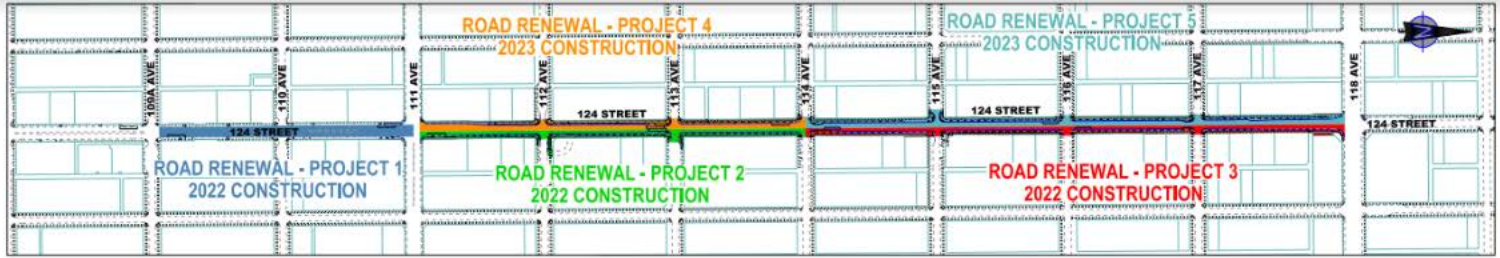 ROAD RENEWAL - PROJECT 4
2023 CONSTRUCTION
ROAD RENEWAL - PROJECT 5
2023 CONSTRUCTION
N
109A AVE
110 AVE
111 AVE
112 AVE
113 AVE
114 AVE
115 AVE
116 AVE
117 AVE
118 AVE
124 STREET
124 STREET
124 STREET
124 STREET
ROAD RENEWAL - PROJECT 1
2022 CONSTRUCTION
ROAD RENEWAL - PROJECT 2
2022 CONSTRUCTION
ROAD RENEWAL - PROJECT 3
2022 CONSTRUCTION